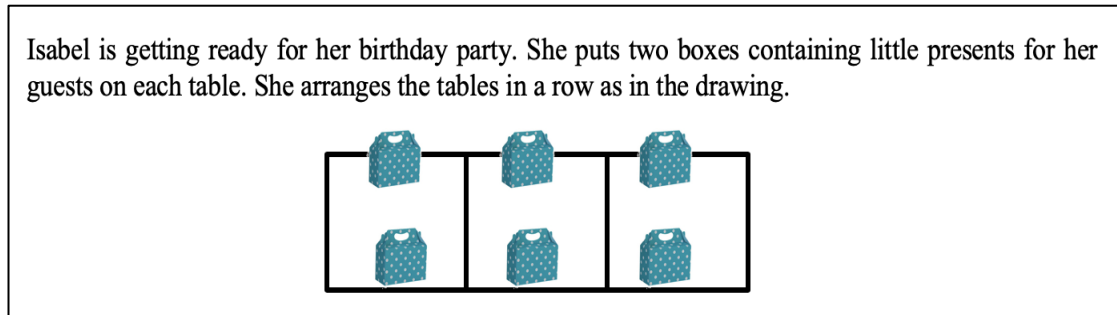 Isabel is getting ready for her birthday party. She puts two boxes containing little presents for her
guests on each table. She arranges the tables in a row as in the drawing.